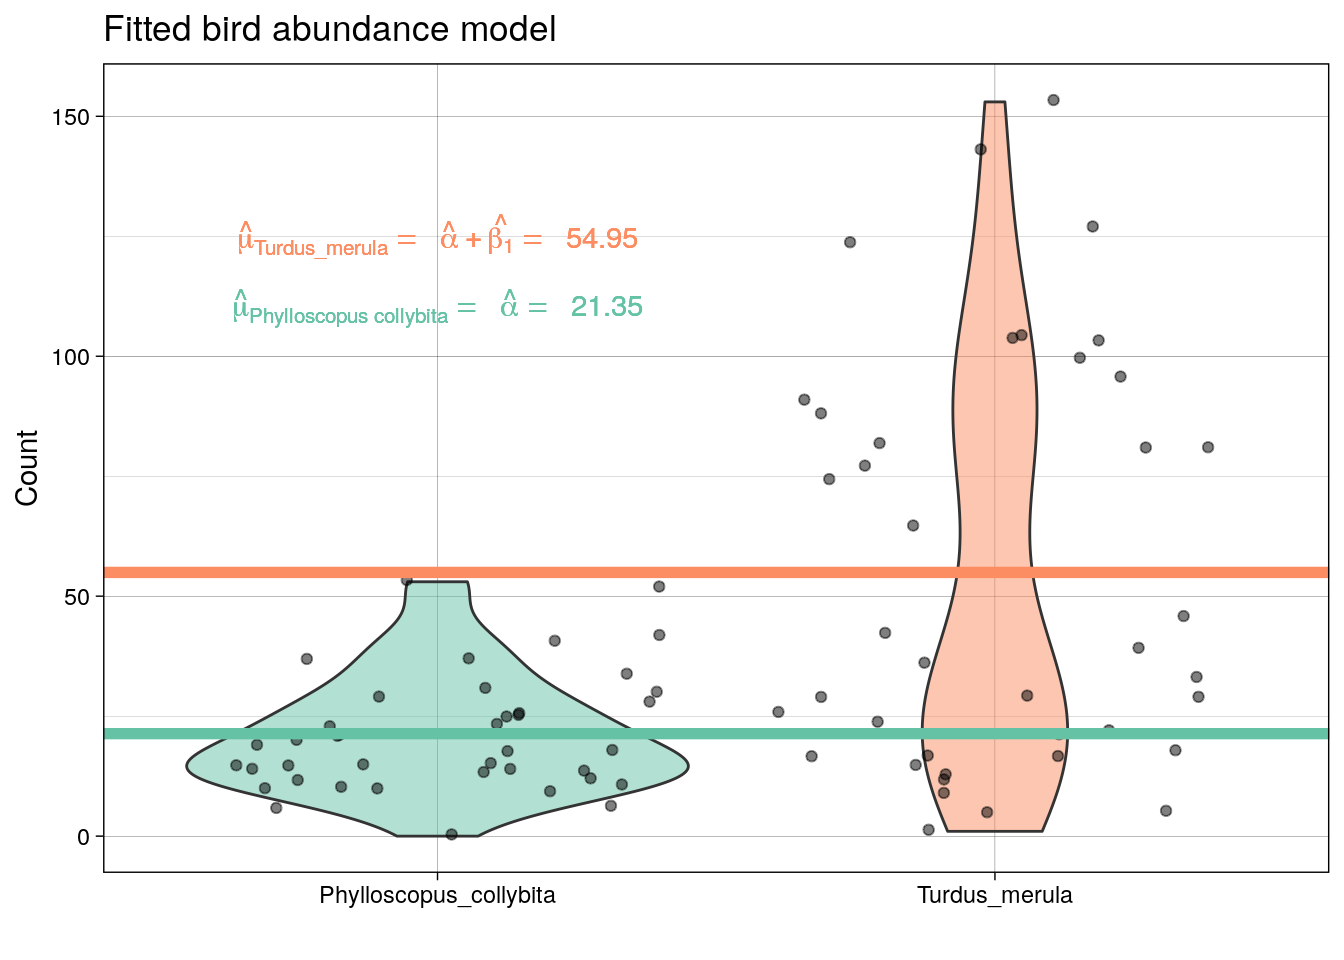 Fitted bird abundance model
150
μ̂Turdus_merula = α̂ + β̂1 = 54.95
μ̂Phylloscopus collybita = α̂ = 21.35
100
Count
50
0
Phylloscopus_collybita Turdus_merula